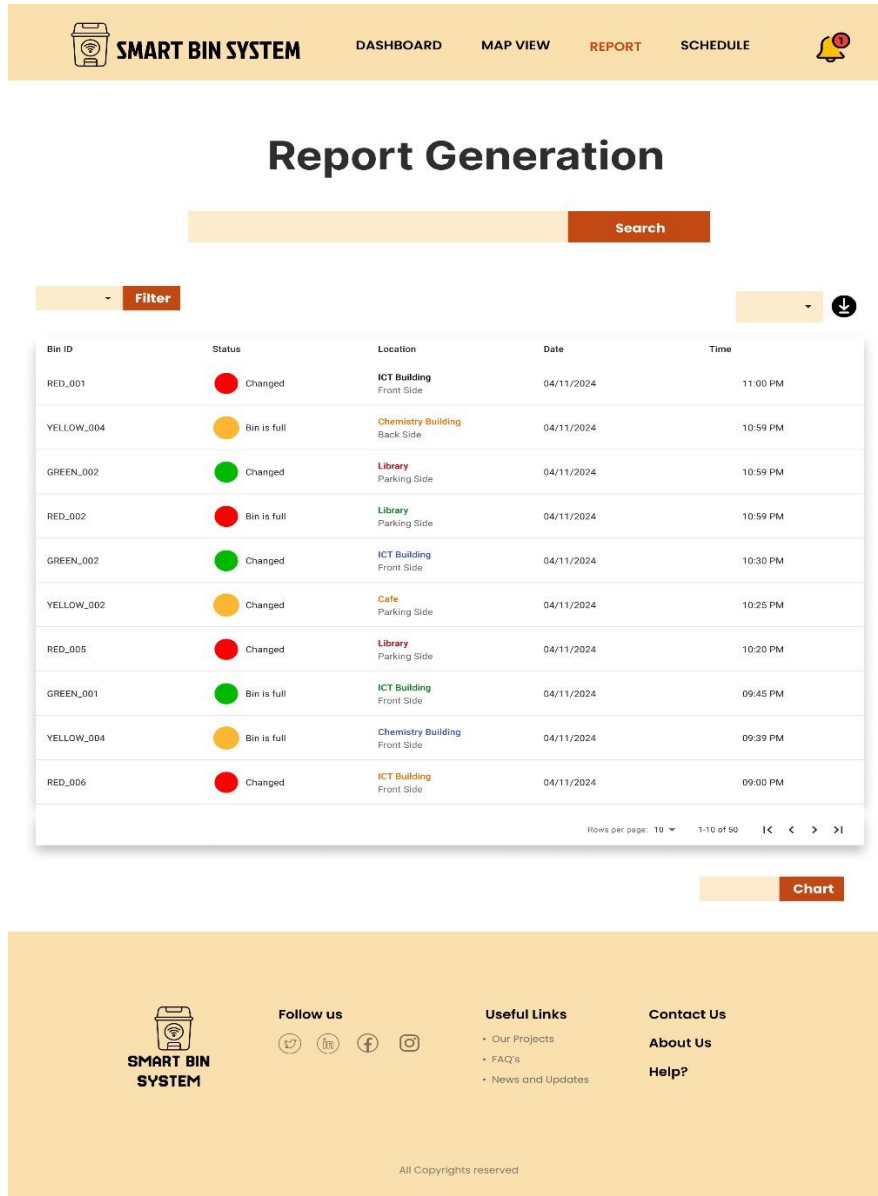 SMART BIN SYSTEM DASHBOARD MAP VIEW REPORT SCHEDULE 1
Report Generation
Search
Filter
Bin ID Status Location Date Time
RED_001 Changed ICT Building Front Side 04/11/2024 11:00 PM
YELLOW_004 Bin is full Chemistry Building Back Side 04/11/2024 10:59 PM
GREEN_002 Changed Library Parking Side 04/11/2024 10:59 PM
RED_002 Bin is full Library Parking Side 04/11/2024 10:59 PM
GREEN_002 Changed ICT Building Front Side 04/11/2024 10:30 PM
YELLOW_002 Changed Cafe Parking Side 04/11/2024 10:25 PM
RED_005 Changed Library Parking Side 04/11/2024 10:20 PM
GREEN_001 Bin is full ICT Building Front Side 04/11/2024 09:45 PM
YELLOW_004 Bin is full Chemistry Building Front Side 04/11/2024 09:39 PM
RED_006 Changed ICT Building Front Side 04/11/2024 09:00 PM
Rows per page: 10 1-10 of 50
Chart
SMART BIN
SYSTEM
Follow us
Useful Links
• Our Projects
• FAQ's
• News and Updates
Contact Us
About Us
Help?
All Copyrights reserved